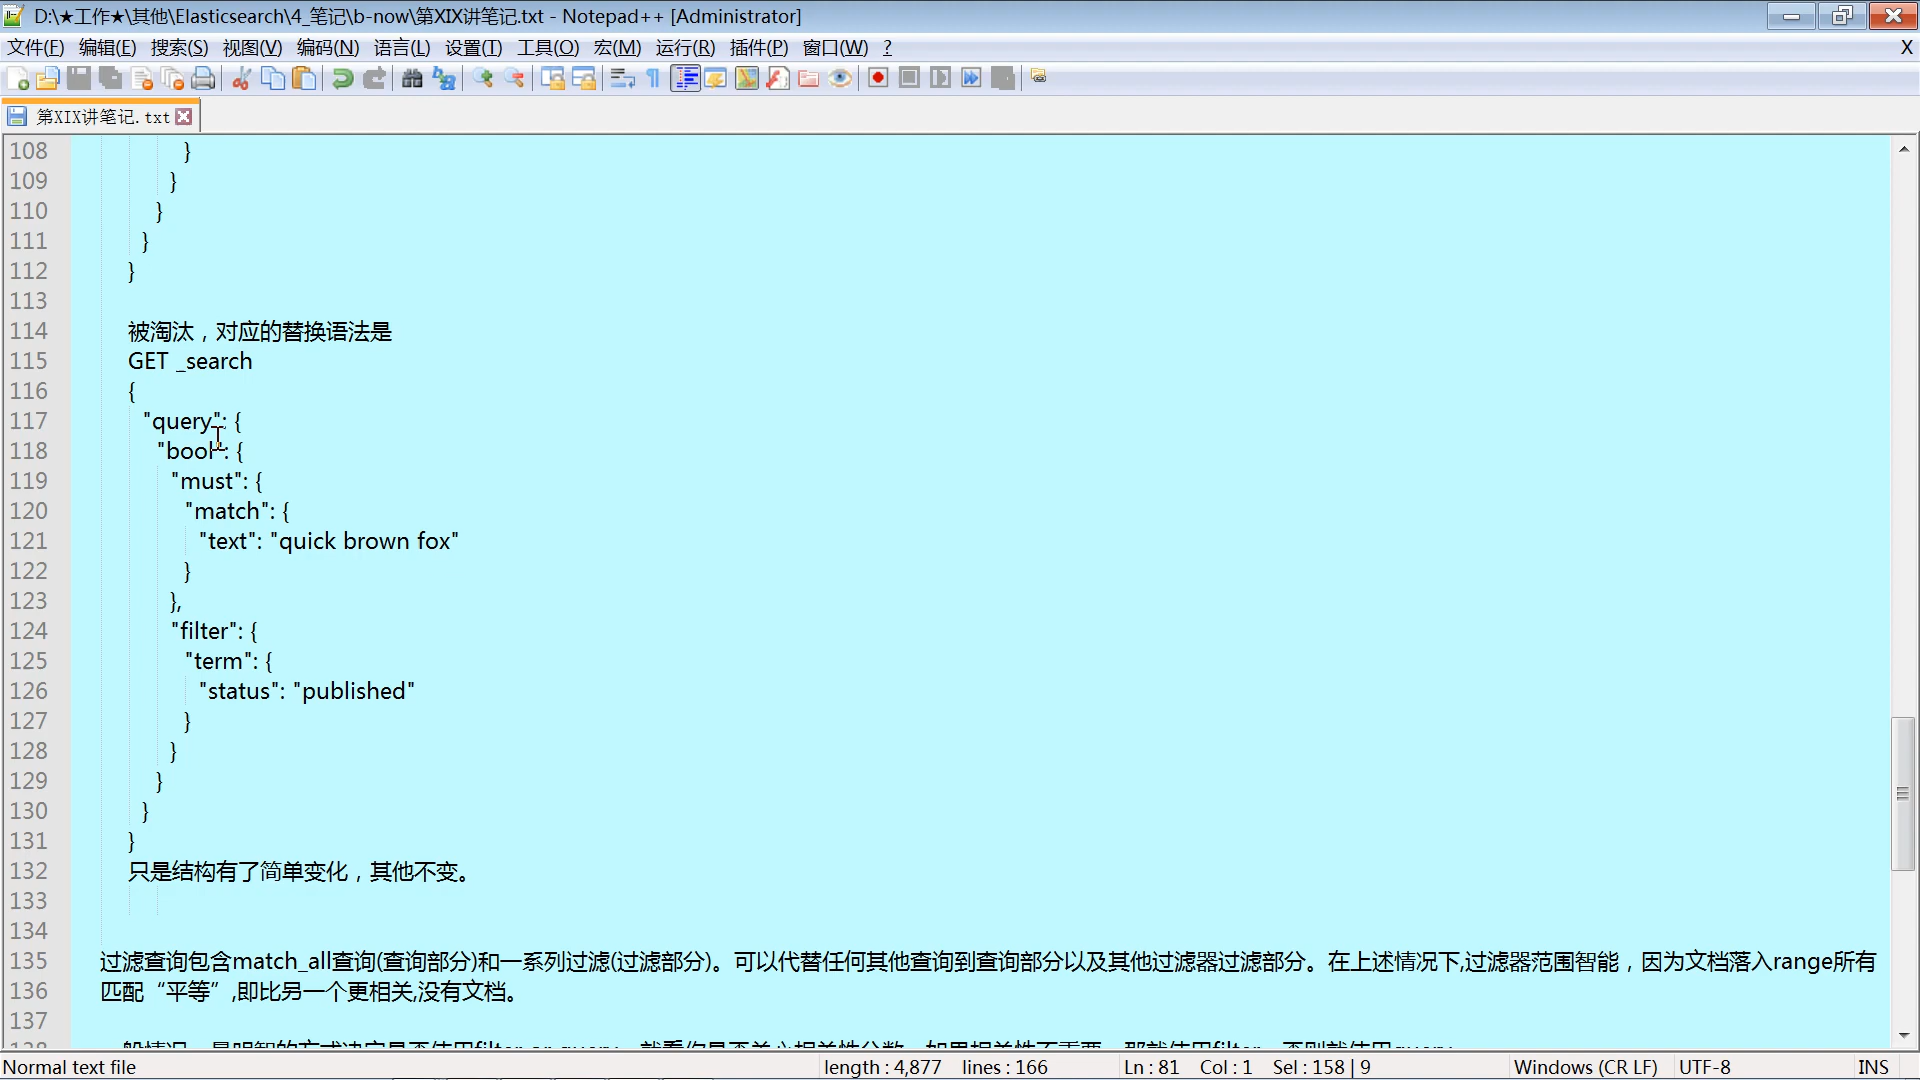 D:\★工作★\其他\Elasticsearch\4_笔记\b-now\第XIX讲笔记.txt - Notepad++ [Administrator]
文件(F) 编辑(E) 搜索(S) 视图(V) 编码(N) 语言(L) 设置(T) 工具(O) 宏(M) 运行(R) 插件(P) 窗口(W) ? X
第XIX讲笔记.txt
108 }
109 }
110 }
111 }
112 }
113
114 被淘汰，对应的替换语法是
115 GET _search
116 {
117 "query": {
118 "bool": {
119 "must": {
120 "match": {
121 "text": "quick brown fox"
122 }
123 },
124 "filter": {
125 "term": {
126 "status": "published"
127 }
128 }
129 }
130 }
131 }
132 只是结构有了简单变化，其他不变。
133
134
135 过滤查询包含match_all查询(查询部分)和一系列过滤(过滤部分)。可以代替任何其他查询到查询部分以及其他过滤器过滤部分。在上述情况下,过滤器范围智能，因为文档落入range所有
136 匹配“平等”,即比另一个更相关,没有文档。
137
Normal text file length : 4,877 lines : 166 Ln : 81 Col : 1 Sel : 158 | 9 Windows (CR LF) UTF-8 INS